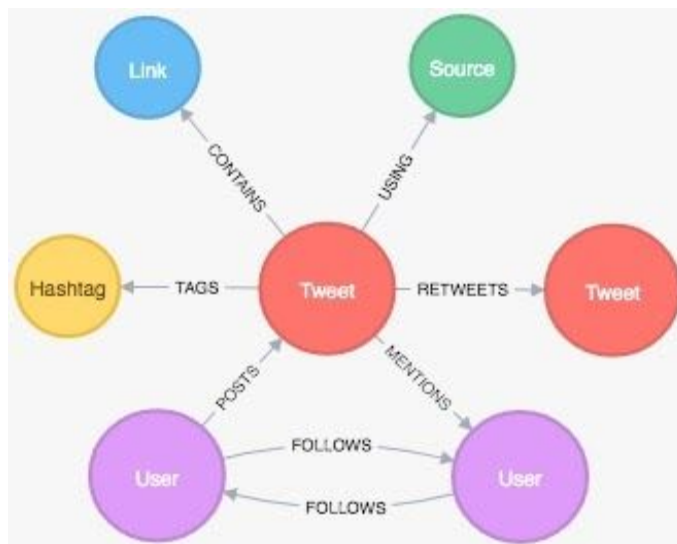 Link
Source
CONTAINS
USING
Hashtag
TAGS
Tweet
RETWEETS
Tweet
POSTS
MENTIONS
FOLLOWS
User
User
FOLLOWS